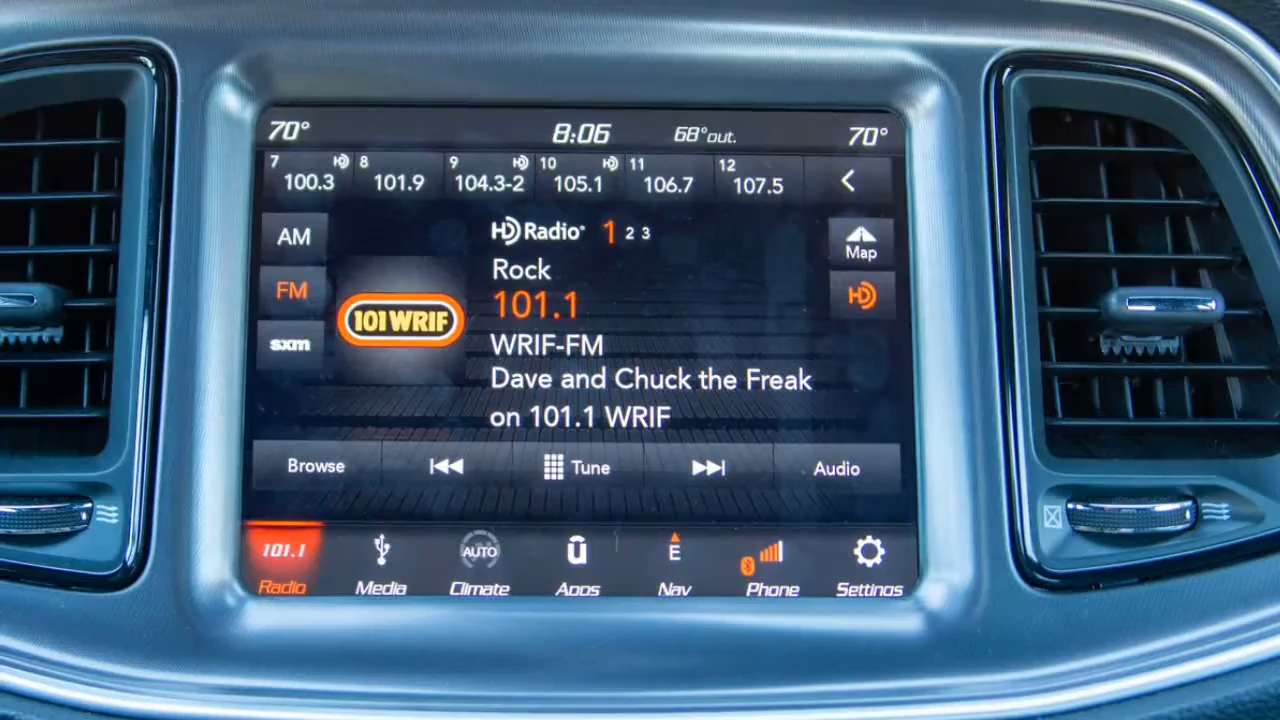 70° 8:06 68°out. 70°
7 8 9 10 11 12
100.3 101.9 104.3-2 105.1 106.7 107.5
AM
FM
sxm
101 WRIF
HD Radio 1 2 3
Rock
101.1
WRIF-FM
Dave and Chuck the Freak
on 101.1 WRIF
Map
HD
Browse Tune Audio
101.1 AUTO û E
Radio Media Climate Apps Nav Phone Settings